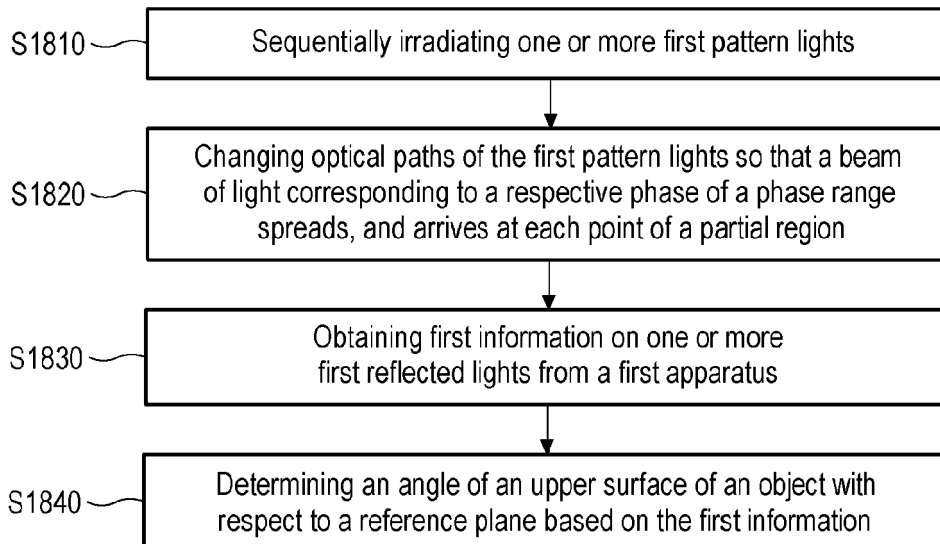 S1810
Sequentially irradiating one or more first pattern lights
S1820
Changing optical paths of the first pattern lights so that a beam
of light corresponding to a respective phase of a phase range
spreads, and arrives at each point of a partial region
S1830
Obtaining first information on one or more
first reflected lights from a first apparatus
S1840
Determining an angle of an upper surface of an object with
respect to a reference plane based on the first information